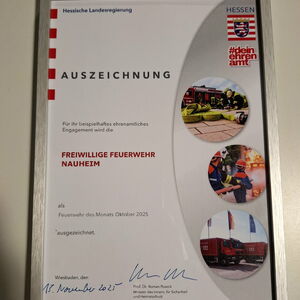 Hessische Landesregierung
HESSEN
#dein
ehren
amt
AUSZEICHNUNG
Für ihr beispielhaftes ehrenamtliches
Engagement wird die
FREIWILLIGE FEUERWEHR
NAUHEIM
als
Feuerwehr des Monats Oktober 2025
ausgezeichnet.
Wiesbaden, den
18. November 2025
Prof. Dr. Roman Poseck
Minister des Innern, für Sicherheit
und Heimatschutz